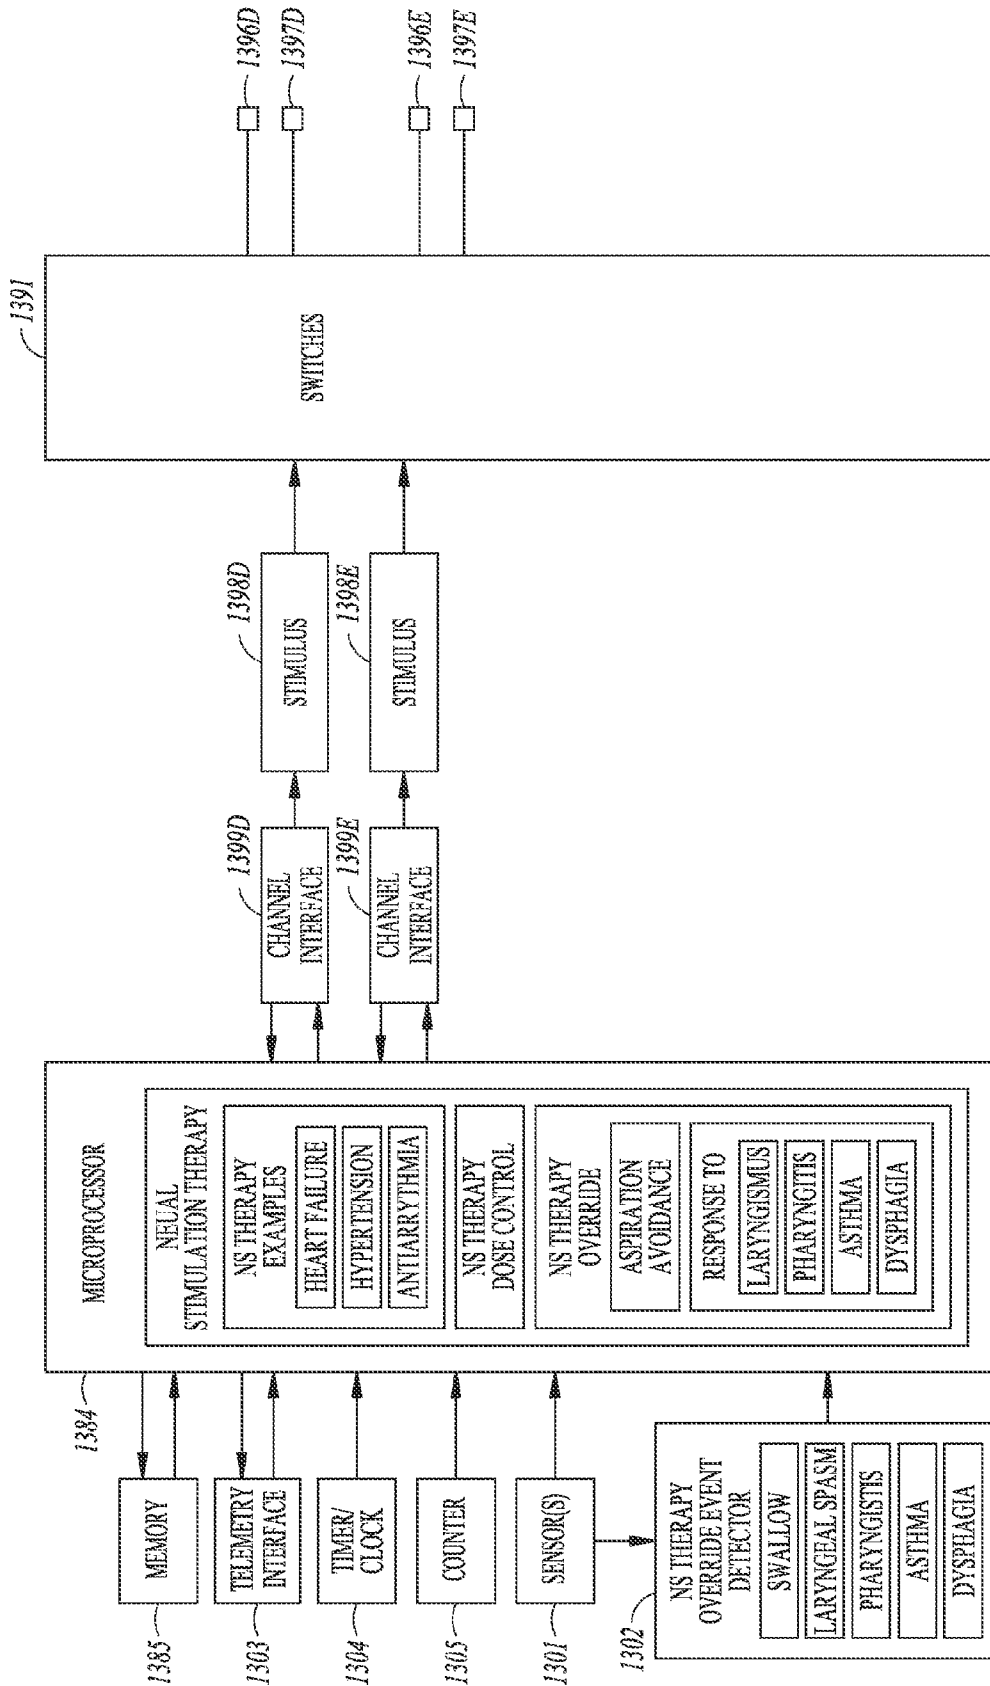 1385
MEMORY
1303
TELEMETRY
INTERFACE
1304
TIMER/
CLOCK
1305
COUNTER
1301
SENSOR(S)
1302
NS THERAPY
OVERRIDE EVENT
DETECTOR
SWALLOW
LARYNGEAL SPASM
PHARYNGISTIS
ASTHMA
DYSPHAGIA
1384
MICROPROCESSOR
NEUAL
STIMULATION THERAPY
NS THERAPY
EXAMPLES
HEART FAILURE
HYPERTENSION
ANTIARRYTHMIA
NS THERAPY
DOSE CONTROL
NS THERAPY
OVERRIDE
ASPIRATION
AVOIDANCE
RESPONSE TO
LARYNGISMUS
PHARYNGITIS
ASTHMA
DYSPHAGIA
1399D
CHANNEL
INTERFACE
1399E
CHANNEL
INTERFACE
1398D
STIMULUS
1398E
STIMULUS
1391
SWITCHES
1396D
1397D
1396E
1397E